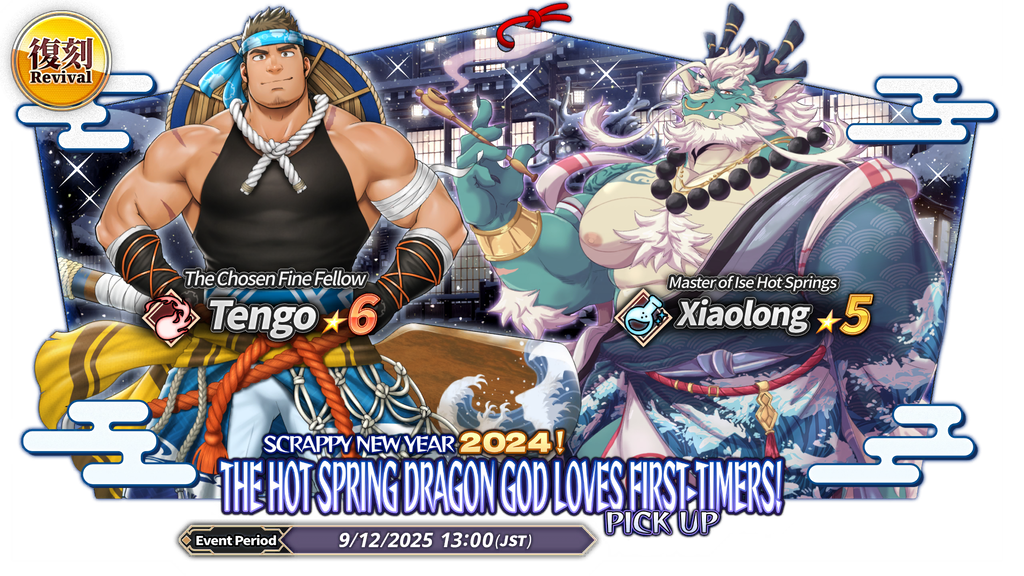 復刻
Revival
The Chosen Fine Fellow
Tengo ★6
Master of Ise Hot Springs
Xiaolong ★5
SCRAPPY NEW YEAR 2024!
THE HOT SPRING DRAGON GOD LOVES FIRST-TIMERS!
PICK UP
Event Period 9/12/2025 13:00(JST)